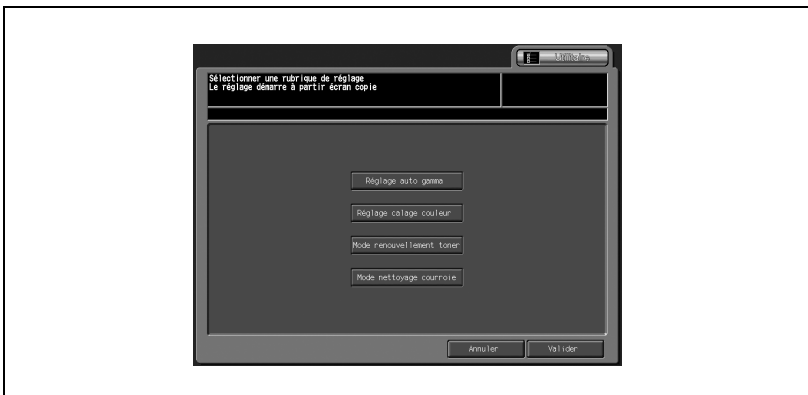 Utilitaire
Sélectionner une rubrique de réglage
Le réglage démarre à partir écran copie
Réglage auto gamma
Réglage calage couleur
Mode renouvellement toner
Mode nettoyage courroie
Annuler
Valider